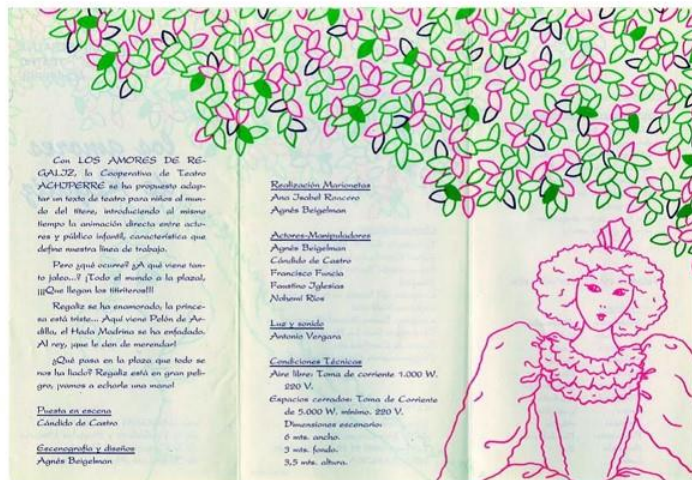 Con LOS AMORES DE RE-
GALIZ, la Cooperativa de Teatro
ACHIPERRE se ha propuesto adap-
tar un texto de teatro para niños al mun-
do del títere, introduciendo al mismo
tiempo la animación directa entre acto-
res y público infantil, característica que
define nuestra línea de trabajo.
Pero ¿qué ocurre? ¿A qué viene tan-
to jaleo...? ¡Todo el mundo a la plaza!,
¡¡¡Que llegan los titiriteros!!!
Regaliz se ha enamorado, la prince-
sa está triste... Aquí viene Pelón de Ar-
dilla, el Hada Madrina se ha enfadado.
Al rey, ¡que le den de merendar!
¿Qué pasa en la plaza que todo se
nos ha liado? Regaliz está en gran peli-
gro, ¡vamos a echarle una mano!
Puesta en escena
Cándido de Castro
Escenografía y diseños
Agnés Beigelman
Realización Marionetas
Ana Isabel Roncero
Agnés Beigelman
Actores-Manipuladores
Agnés Beigelman
Cándido de Castro
Francisco Funcia
Faustino Iglesias
Nohemí Ríos
Luz y sonido
Antonio Vergara
Condiciones Técnicas
Aire libre: Toma de corriente 1.000 W.
220 V.
Espacios cerrados: Toma de Corriente
de 5.000 W. mínimo. 220 V.
Dimensiones escenario:
6 mts. ancho.
3 mts. fondo.
3,5 mts. altura.